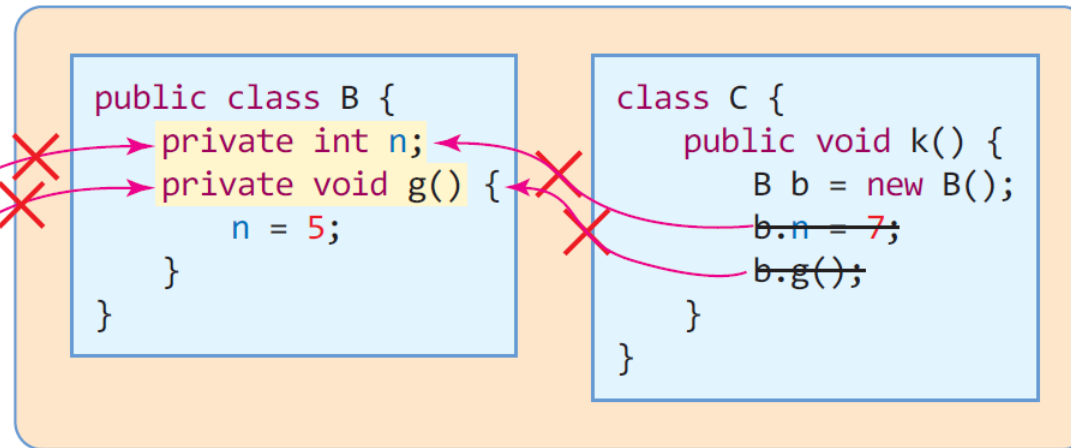 public class B {
private int n;
private void g() {
n = 5;
}
}
class C {
public void k() {
B b = new B();
b.n = 7;
b.g();
}
}